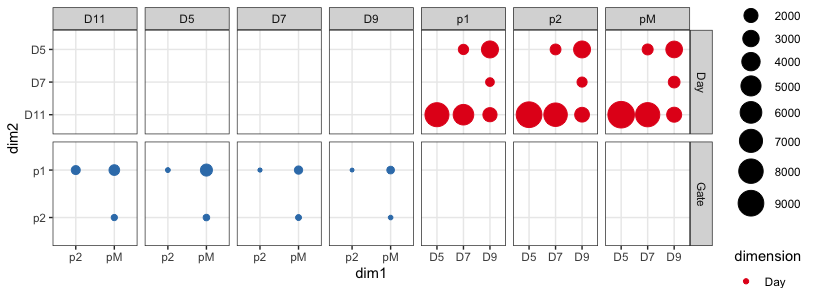 D11 D5 D7 D9 p1 p2 pM
D5
D7
D11
Day
p1
p2
Gate
dim2
p2 pM p2 pM p2 pM p2 pM D5 D7 D9 D5 D7 D9 D5 D7 D9
dim1
2000
3000
4000
5000
6000
7000
8000
9000
dimension
Day